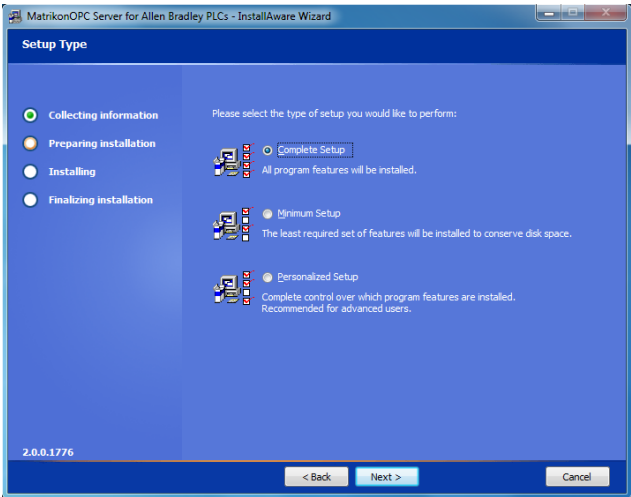 MatrikonOPC Server for Allen Bradley PLCs - InstallAware Wizard
Setup Type
Collecting information
Preparing installation
Installing
Finalizing installation
Please select the type of setup you would like to perform:
Complete Setup
All program features will be installed.
Minimum Setup
The least required set of features will be installed to conserve disk space.
Personalized Setup
Complete control over which program features are installed.
Recommended for advanced users.
2.0.0.1776
< Back
Next >
Cancel